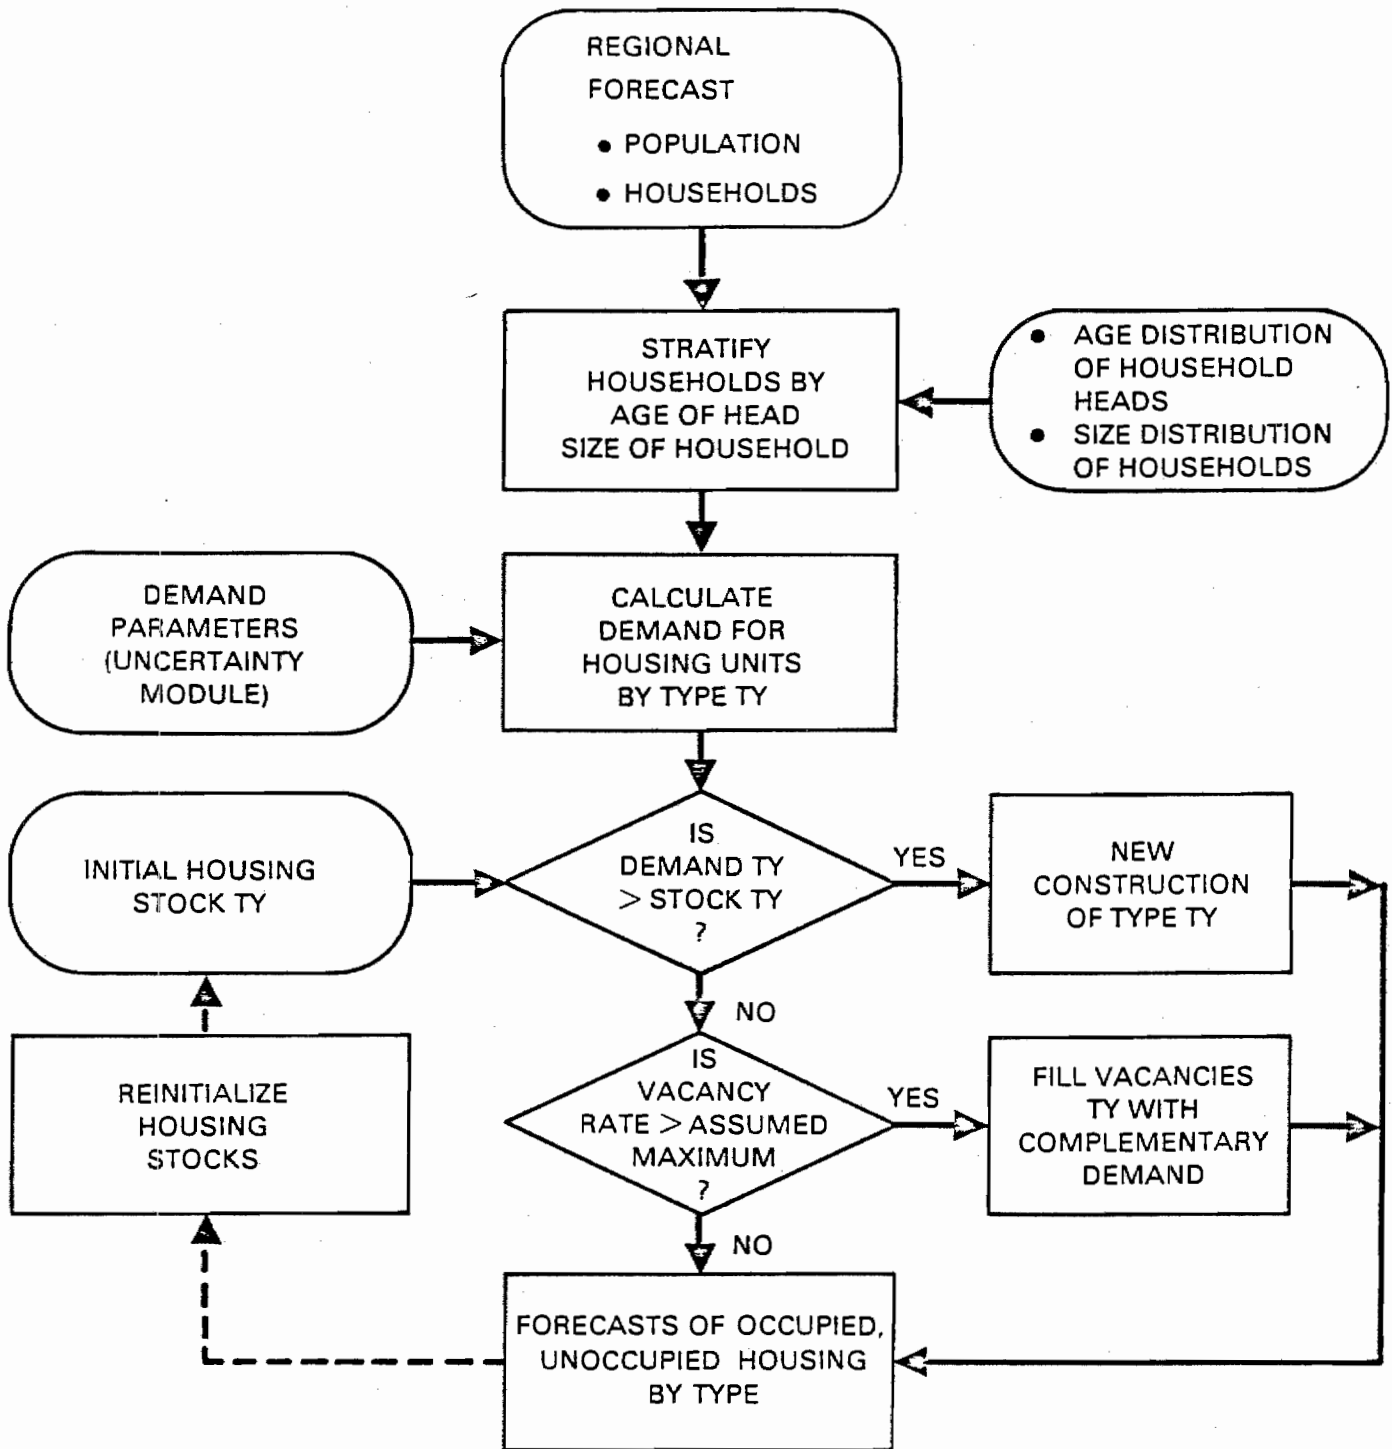 REGIONAL
FORECAST
• POPULATION
• HOUSEHOLDS
STRATIFY
HOUSEHOLDS BY
AGE OF HEAD
SIZE OF HOUSEHOLD
• AGE DISTRIBUTION
OF HOUSEHOLD
HEADS
• SIZE DISTRIBUTION
OF HOUSEHOLDS
DEMAND
PARAMETERS
(UNCERTAINTY
MODULE)
CALCULATE
DEMAND FOR
HOUSING UNITS
BY TYPE TY
INITIAL HOUSING
STOCK TY
IS
DEMAND TY
> STOCK TY
?
YES
NEW
CONSTRUCTION
OF TYPE TY
NO
REINITIALIZE
HOUSING
STOCKS
IS
VACANCY
RATE > ASSUMED
MAXIMUM
?
YES
FILL VACANCIES
TY WITH
COMPLEMENTARY
DEMAND
NO
FORECASTS OF OCCUPIED,
UNOCCUPIED HOUSING
BY TYPE